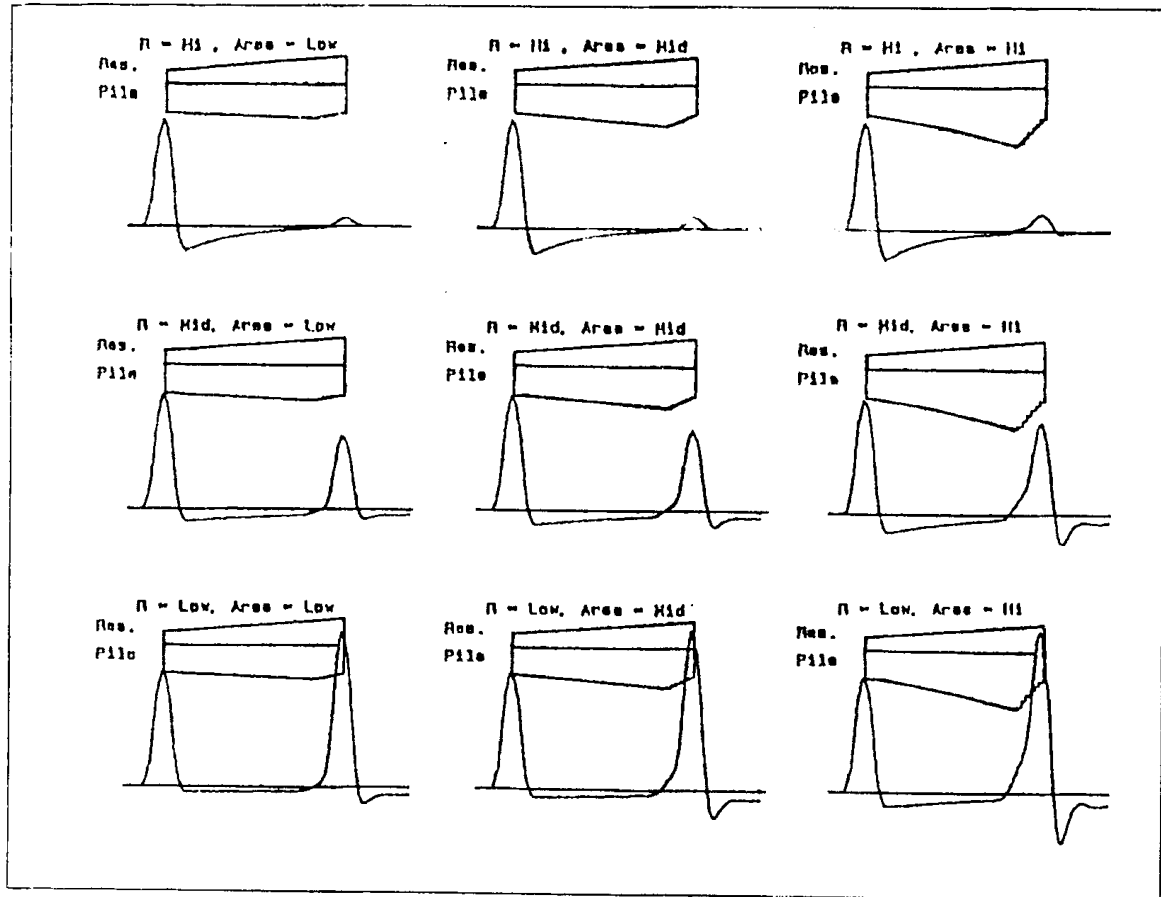 R = Hi, Area = Low
Res.
Pile
R = Hi , Area = Mid
Res.
Pile
R = Hi , Area = Hi
Res.
Pile
R = Mid, Area = Low
Res.
Pile
R = Mid, Area = Mid
Res.
Pile
R = Mid, Area = Hi
Res.
Pile
R = Low, Area = Low
Res.
Pile
R = Low, Area = Mid
Res.
Pile
R = Low, Area = Hi
Res.
Pile